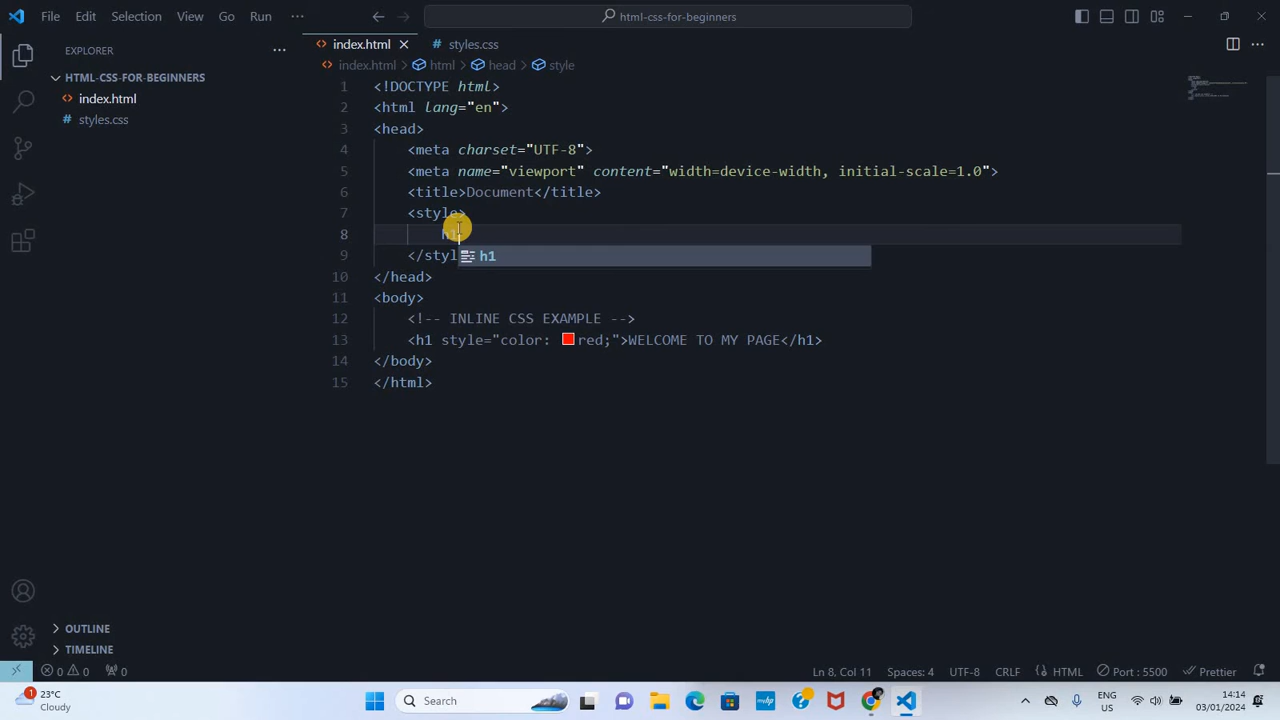 File Edit Selection View Go Run ··· html-css-for-beginners
EXPLORER ···
HTML-CSS-FOR-BEGINNERS
index.html
styles.css
OUTLINE
TIMELINE
index.html styles.css ···
index.html > html > head > style
1 <!DOCTYPE html>
2 <html lang="en">
3 <head>
4 <meta charset="UTF-8">
5 <meta name="viewport" content="width=device-width, initial-scale=1.0">
6 <title>Document</title>
7 <style>
8 h1
h1
9 </styl
10 </head>
11 <body>
12 <!-- INLINE CSS EXAMPLE -->
13 <h1 style="color: red;">WELCOME TO MY PAGE</h1>
14 </body>
15 </html>
0 0 0 Ln 8, Col 11 Spaces: 4 UTF-8 CRLF HTML Port : 5500 Prettier
1 23°C
Cloudy
Search
ENG
US
14:14
03/01/2024